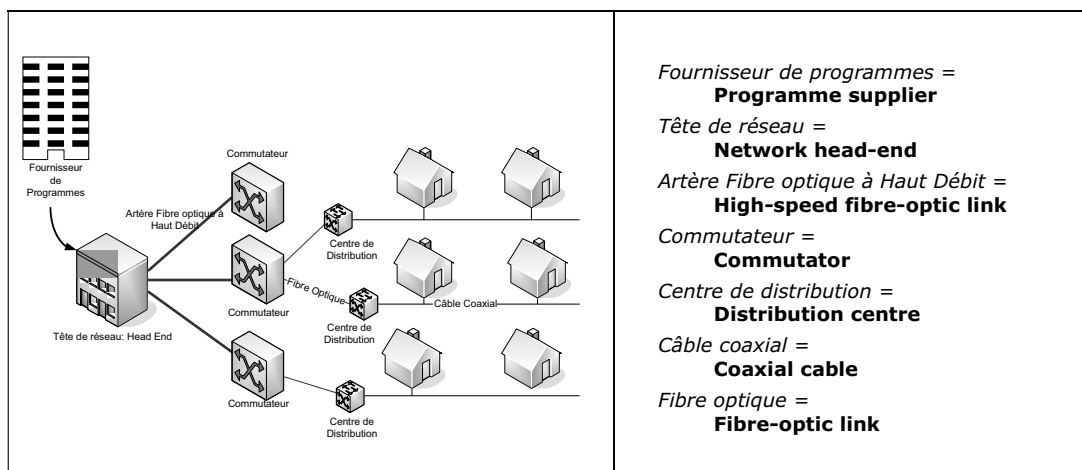 Fournisseur
de
Programmes
Commutateur
Artère Fibre optique à
Haut Débit
Centre de
Distribution
Fibre Optique
Câble Coaxial
Commutateur
Centre de
Distribution
Tête de réseau: Head End
Commutateur
Centre de
Distribution
Fournisseur de programmes =
Programme supplier
Tête de réseau =
Network head-end
Artère Fibre optique à Haut Débit =
High-speed fibre-optic link
Commutateur =
Commutator
Centre de distribution =
Distribution centre
Câble coaxial =
Coaxial cable
Fibre optique =
Fibre-optic link